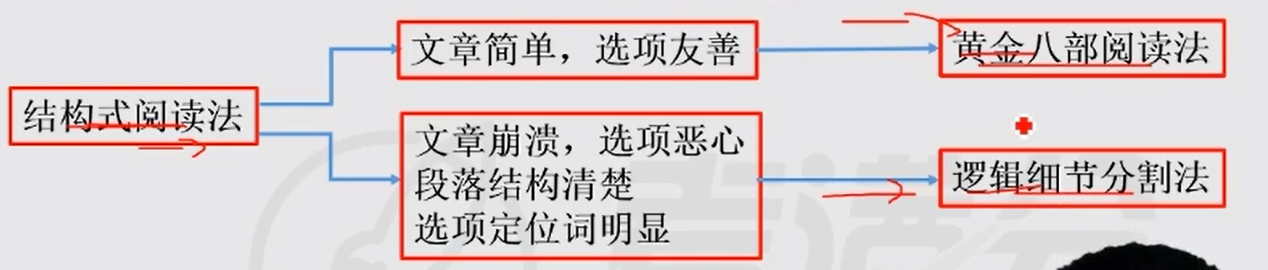 结构式阅读法
文章简单，选项友善
黄金八部阅读法
文章崩溃，选项恶心
段落结构清楚
选项定位词明显
逻辑细节分割法